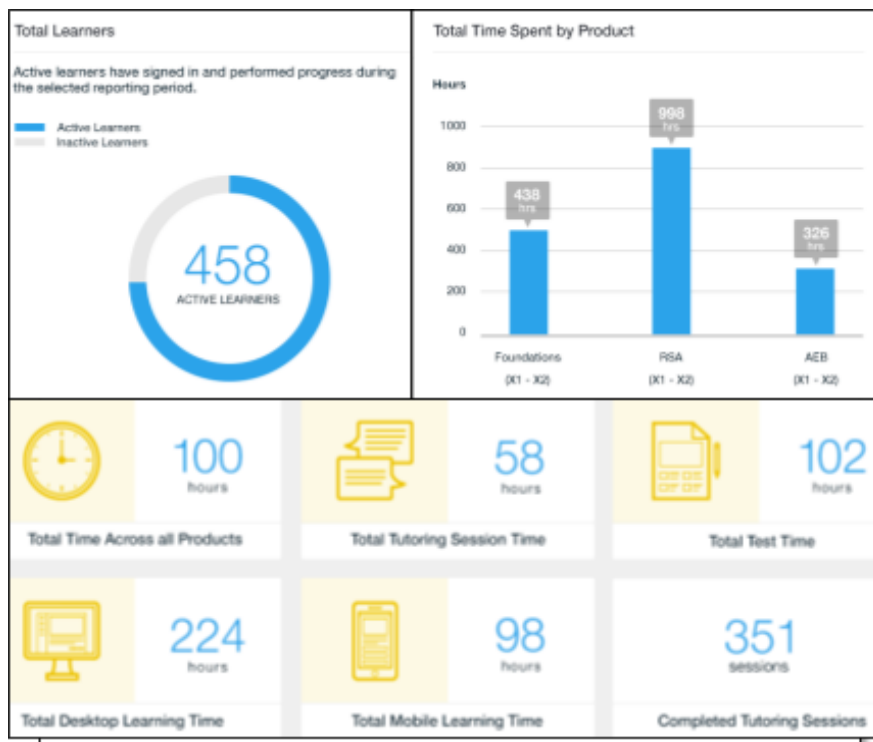 Total Learners
Active learners have signed in and performed progress during
the selected reporting period.
Active Learners
Inactive Learners
458
ACTIVE LEARNERS
Total Time Spent by Product
Hours
1000
800
600
400
200
0
438
hrs
998
hrs
326
hrs
Foundations
(X1 - X2)
RSA
(X1 - X2)
AEB
(X1 - X2)
100
hours
Total Time Across all Products
58
hours
Total Tutoring Session Time
102
hours
Total Test Time
224
hours
Total Desktop Learning Time
98
hours
Total Mobile Learning Time
351
sessions
Completed Tutoring Sessions